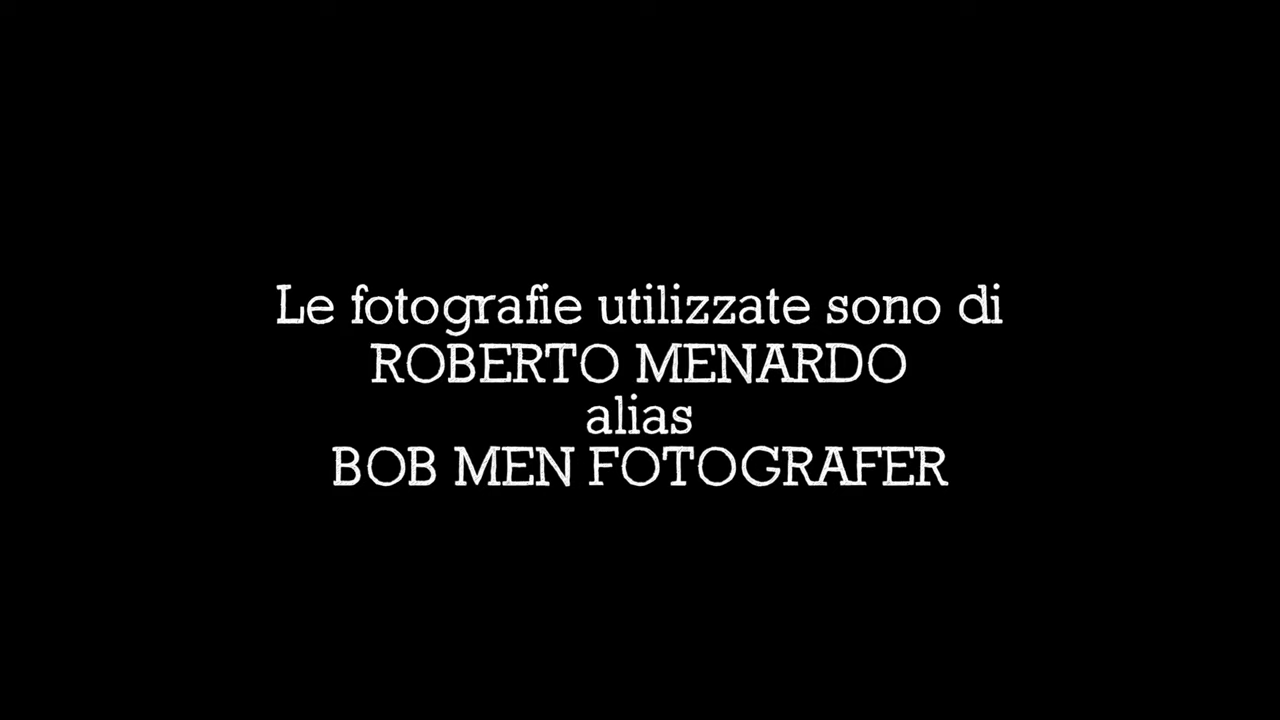 Le fotografie utilizzate sono di
ROBERTO MENARDO
alias
BOB MEN FOTOGRAFER